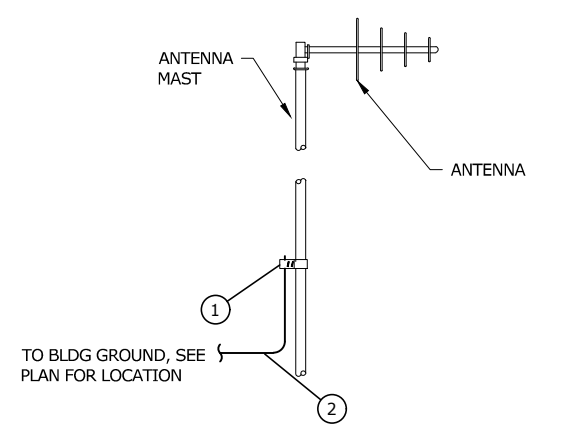 ANTENNA
MAST
ANTENNA
1
TO BLDG GROUND, SEE
PLAN FOR LOCATION
2